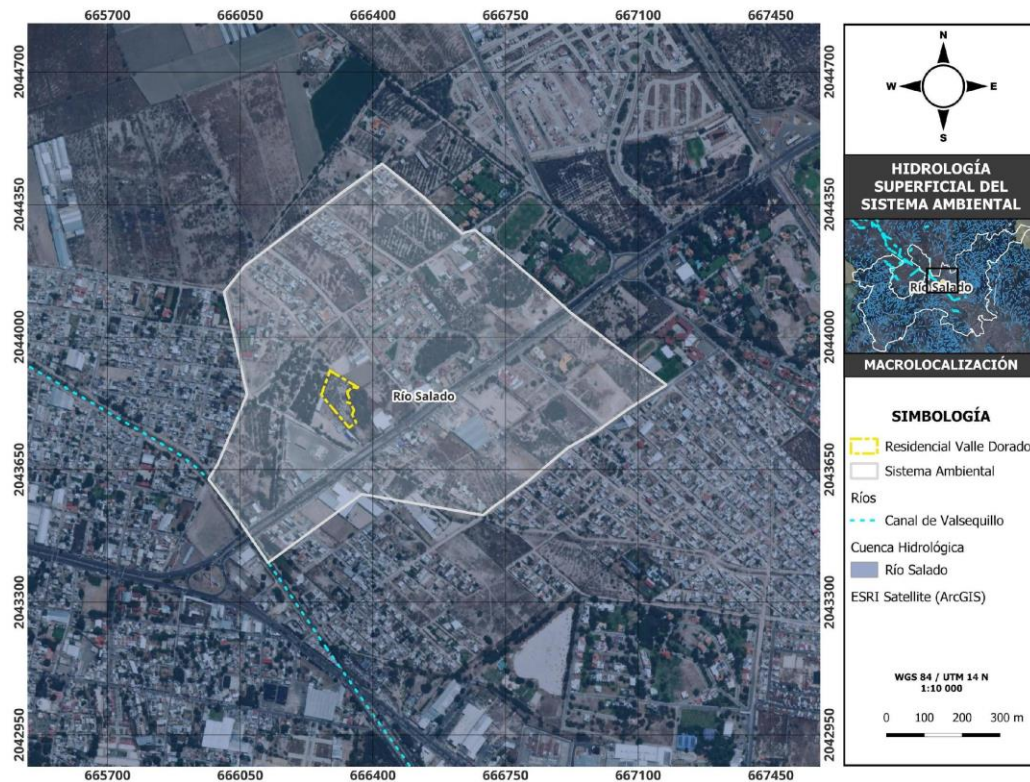 665700 666050 666400 666750 667100 667450
2044700
2044350
2044000
2043650
2043300
2042950
Río Salado
2044700
2044350
2044000
2043650
2043300
2042950
665700 666050 666400 666750 667100 667450
N
W E
S
HIDROLOGÍA
SUPERFICIAL DEL
SISTEMA AMBIENTAL
Río Salado
MACROLOCALIZACIÓN
SIMBOLOGÍA
Residencial Valle Dorado
Sistema Ambiental
Ríos
Canal de Valsequillo
Cuenca Hidrológica
Río Salado
ESRI Satellite (ArcGIS)
WGS 84 / UTM 14 N
1:10 000
0 100 200 300 m